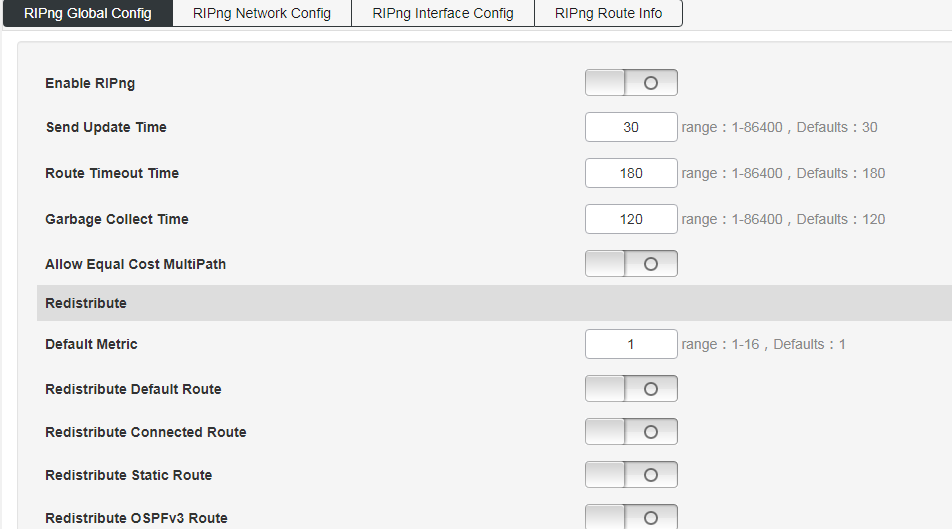 RIPng Global Config RIPng Network Config RIPng Interface Config RIPng Route Info
Enable RIPng
Send Update Time 30 range : 1-86400 , Defaults : 30
Route Timeout Time 180 range : 1-86400 , Defaults : 180
Garbage Collect Time 120 range : 1-86400 , Defaults : 120
Allow Equal Cost MultiPath
Redistribute
Default Metric 1 range : 1-16 , Defaults : 1
Redistribute Default Route
Redistribute Connected Route
Redistribute Static Route
Redistribute OSPFv3 Route